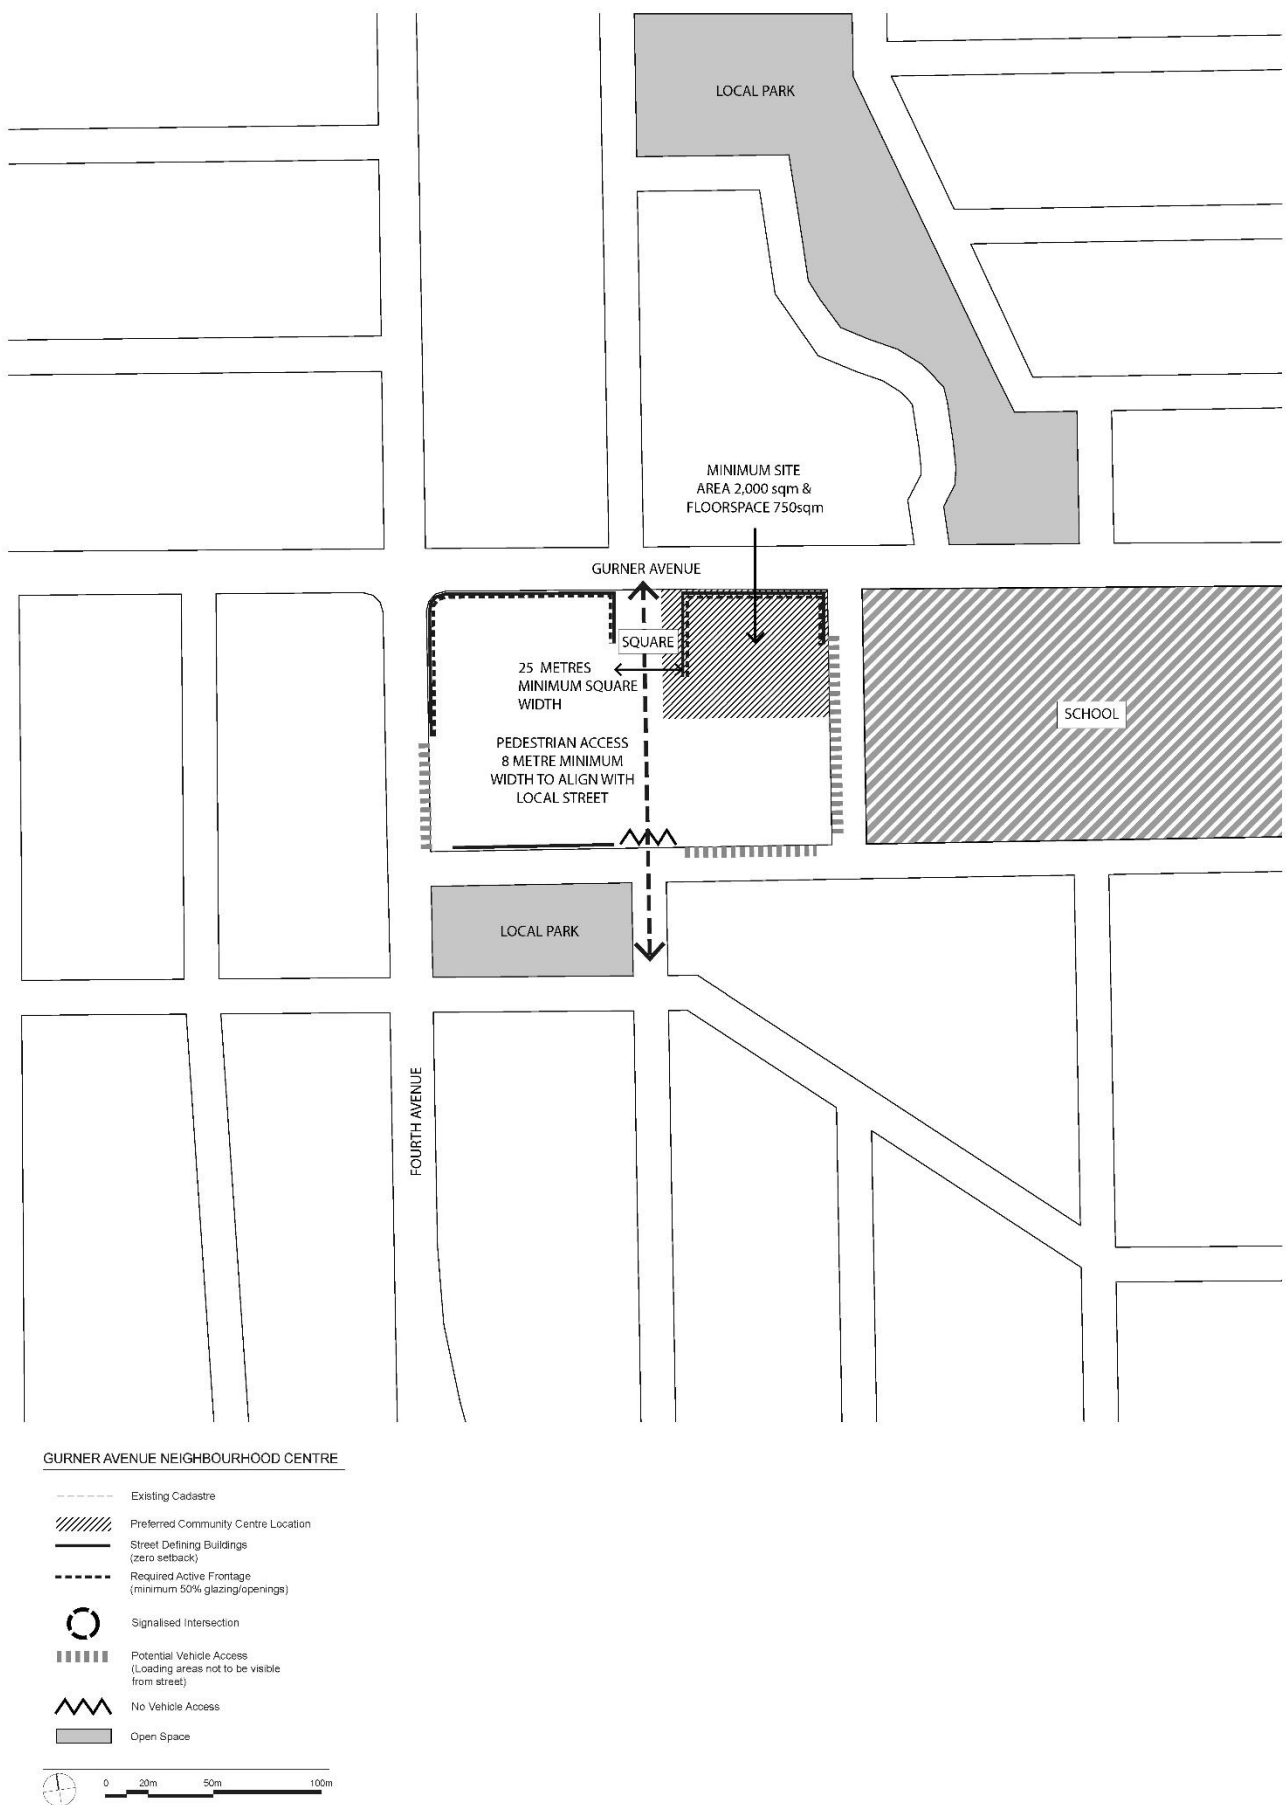 LOCAL PARK
MINIMUM SITE
AREA 2,000 sqm &
FLOORSPACE 750sqm
GURNER AVENUE
SQUARE
25 METRES
MINIMUM SQUARE
WIDTH
SCHOOL
PEDESTRIAN ACCESS
8 METRE MINIMUM
WIDTH TO ALIGN WITH
LOCAL STREET
LOCAL PARK
FOURTH AVENUE
GURNER AVENUE NEIGHBOURHOOD CENTRE
Existing Cadastre
Preferred Community Centre Location
Street Defining Buildings
(zero setback)
Required Active Frontage
(minimum 50% glazing/openings)
Signalised Intersection
Potential Vehicle Access
(Loading areas not to be visible
from street)
No Vehicle Access
Open Space
0 20m 50m 100m